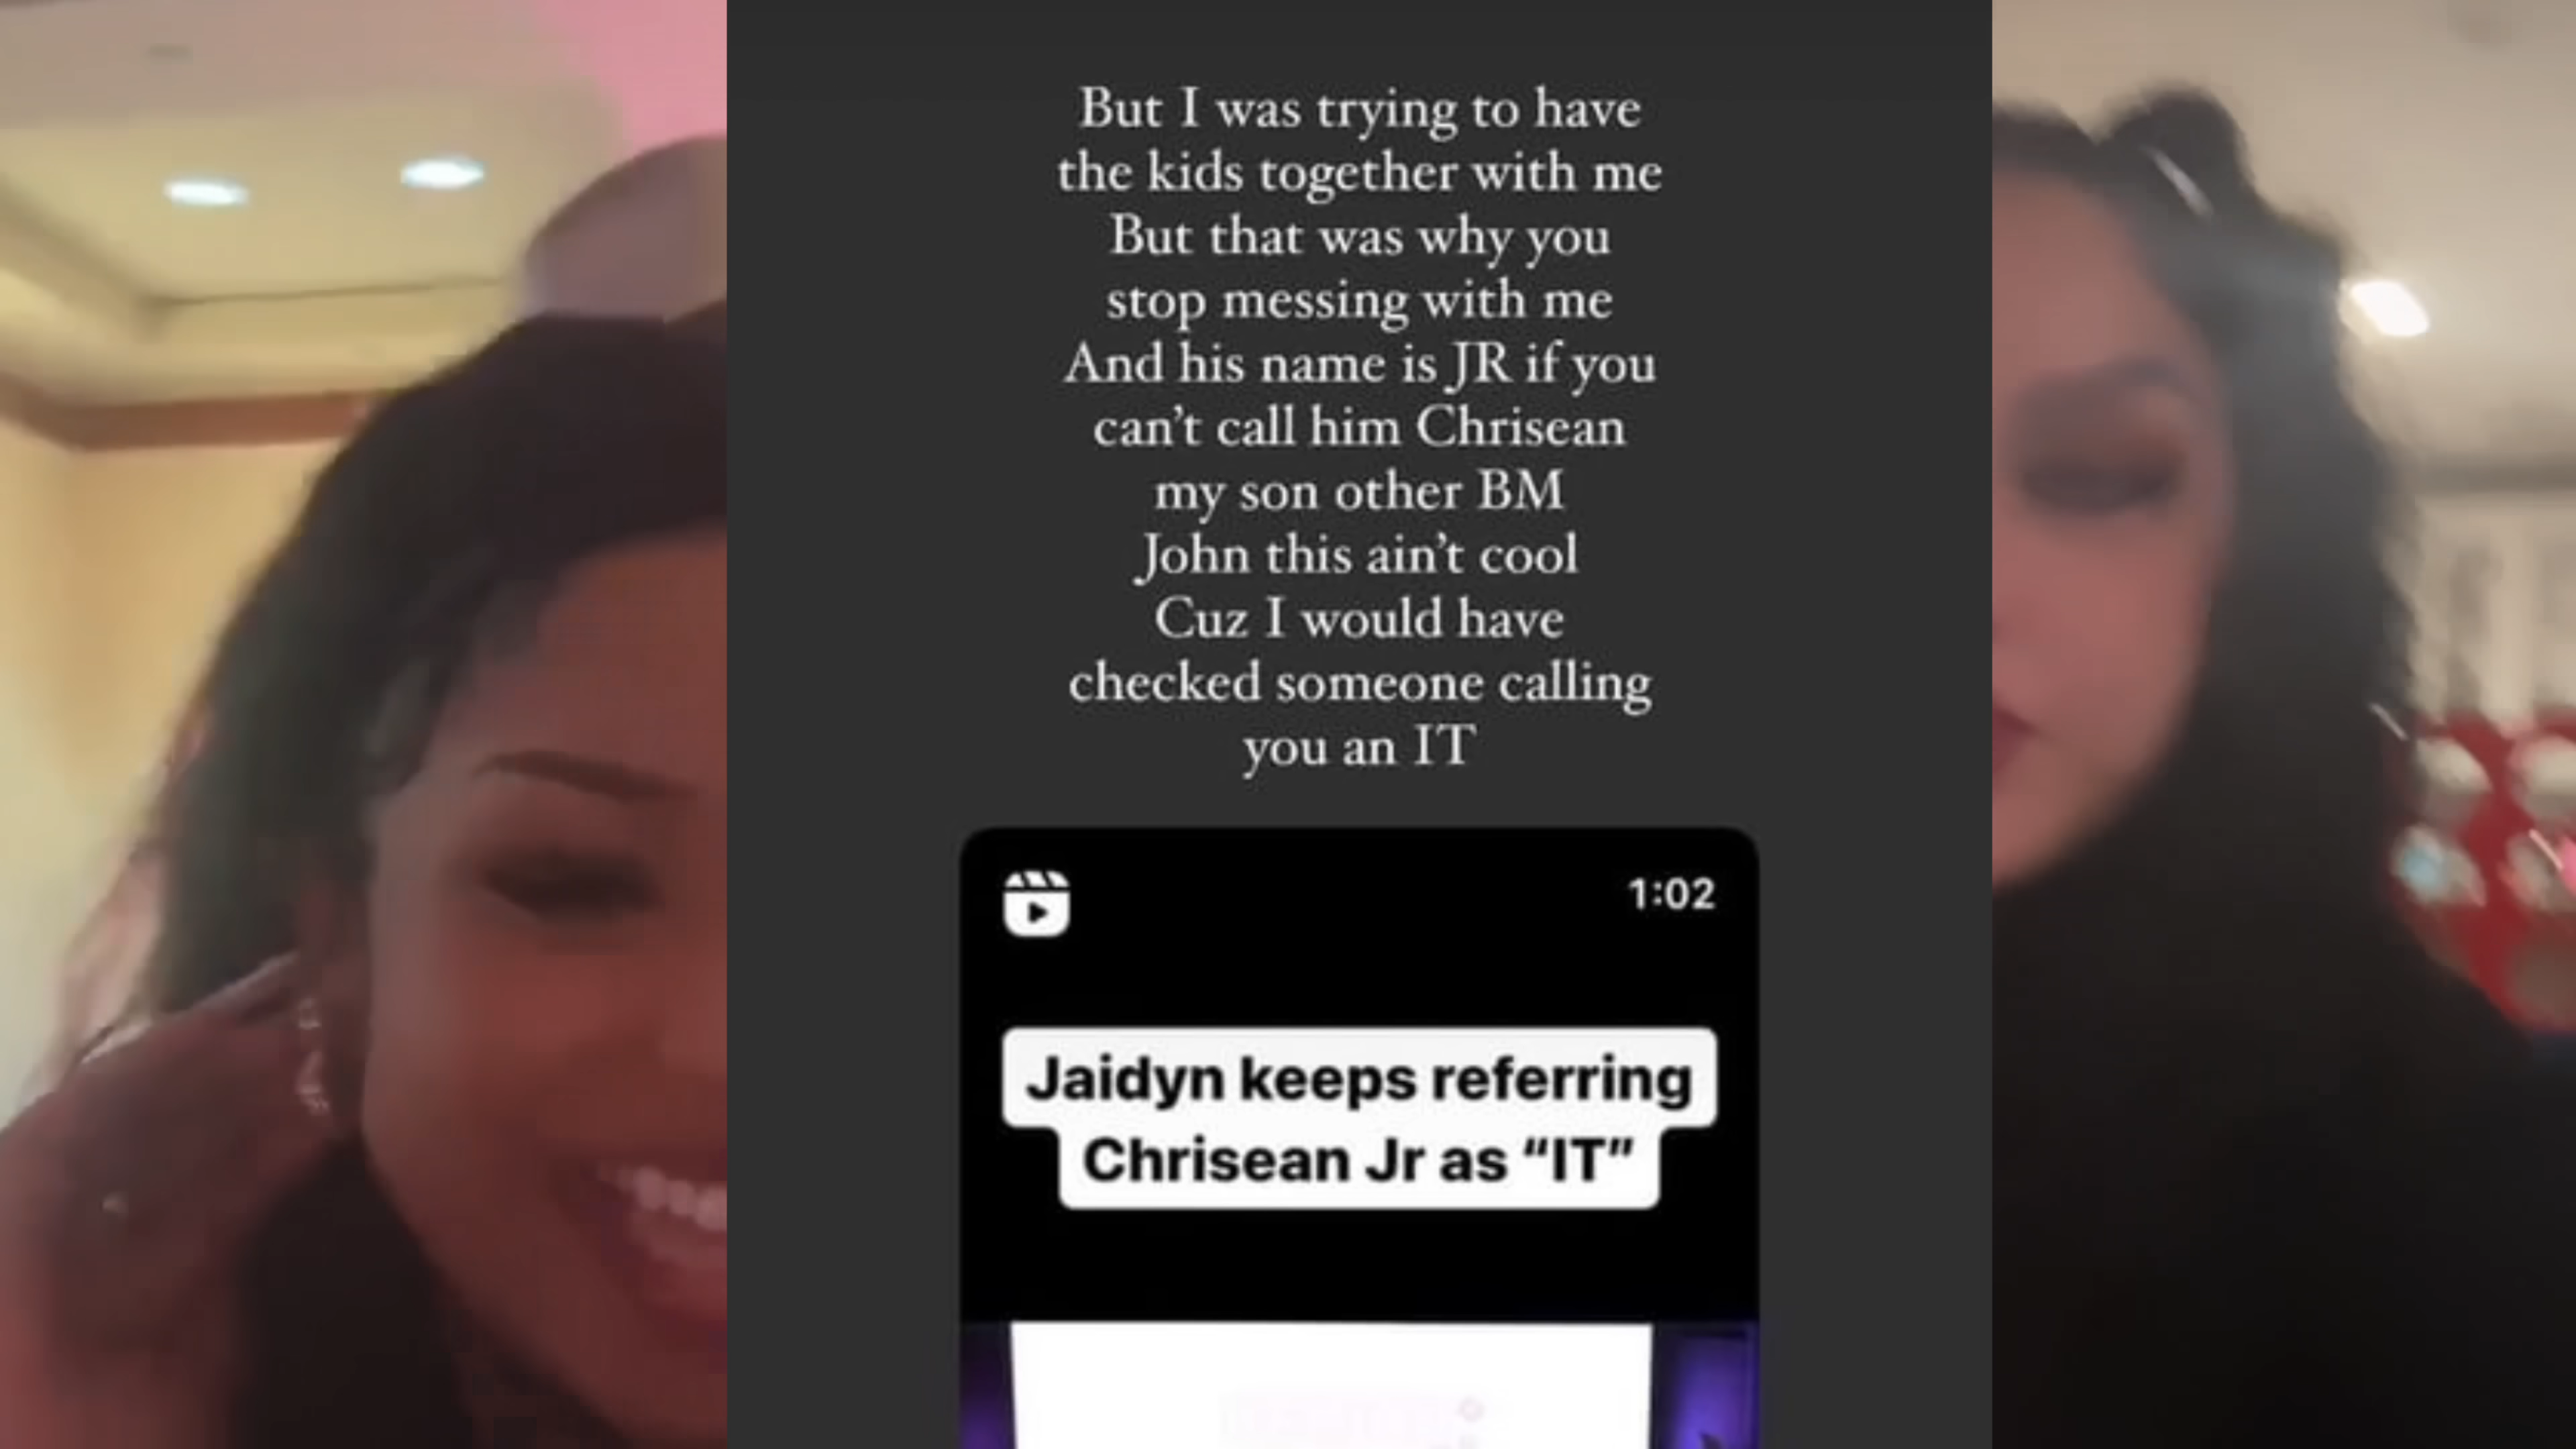 But I was trying to have
the kids together with me
But that was why you
stop messing with me
And his name is JR if you
can't call him Chrisean
my son other BM
John this ain't cool
Cuz I would have
checked someone calling
you an IT
1:02
Jaidyn keeps referring
Chrisean Jr as “IT”